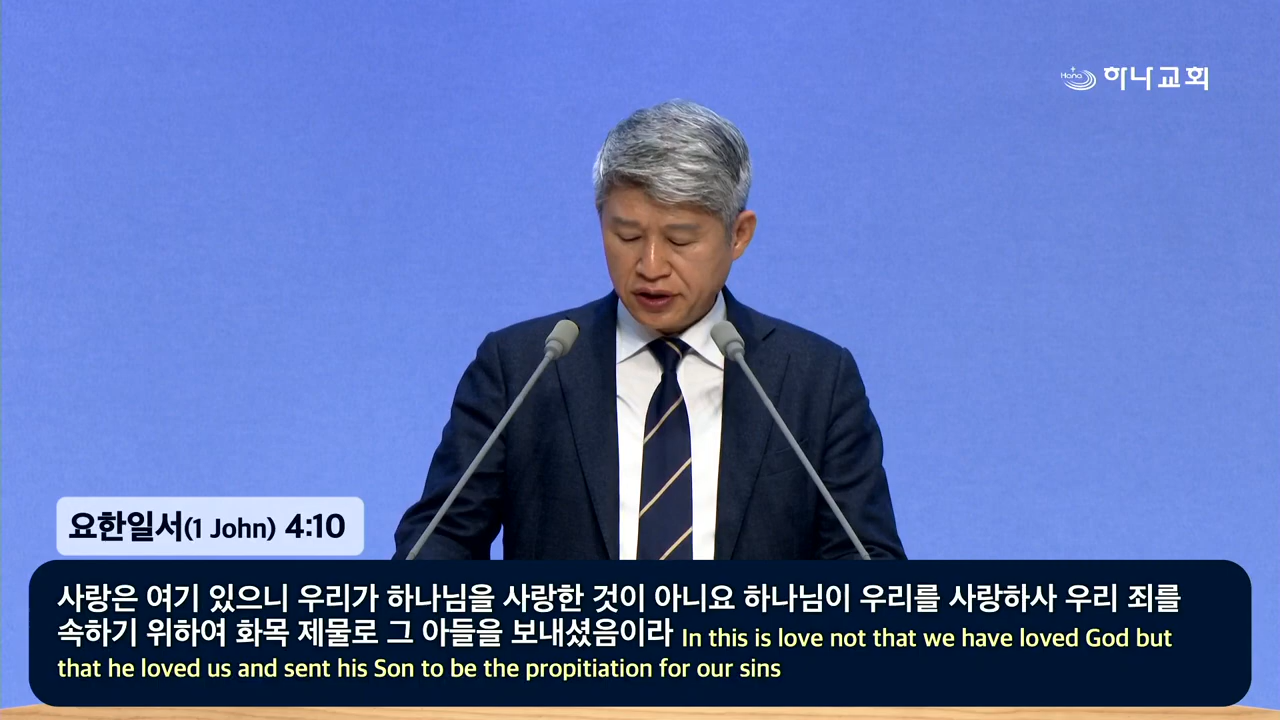 Hana 하나교회
요한일서(1 John) 4:10
사랑은 여기 있으니 우리가 하나님을 사랑한 것이 아니요 하나님이 우리를 사랑하사 우리 죄를
속하기 위하여 화목 제물로 그 아들을 보내셨음이라 In this is love not that we have loved God but
that he loved us and sent his Son to be the propitiation for our sins